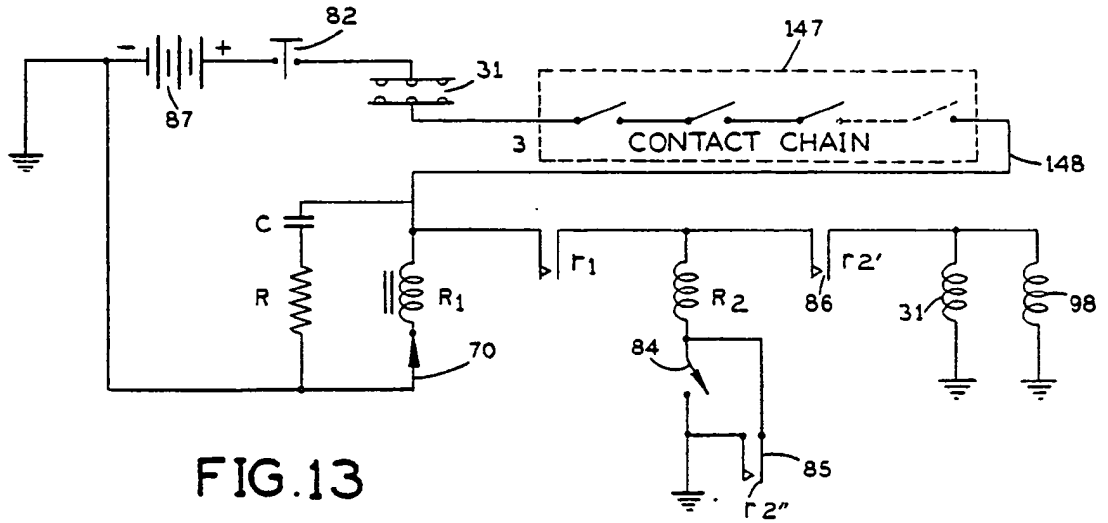 82
147
− +
31
87
3 CONTACT CHAIN
148
C
r1
r2'
R
R1
R2
86
31
98
84
70
85
r2"
FIG.13